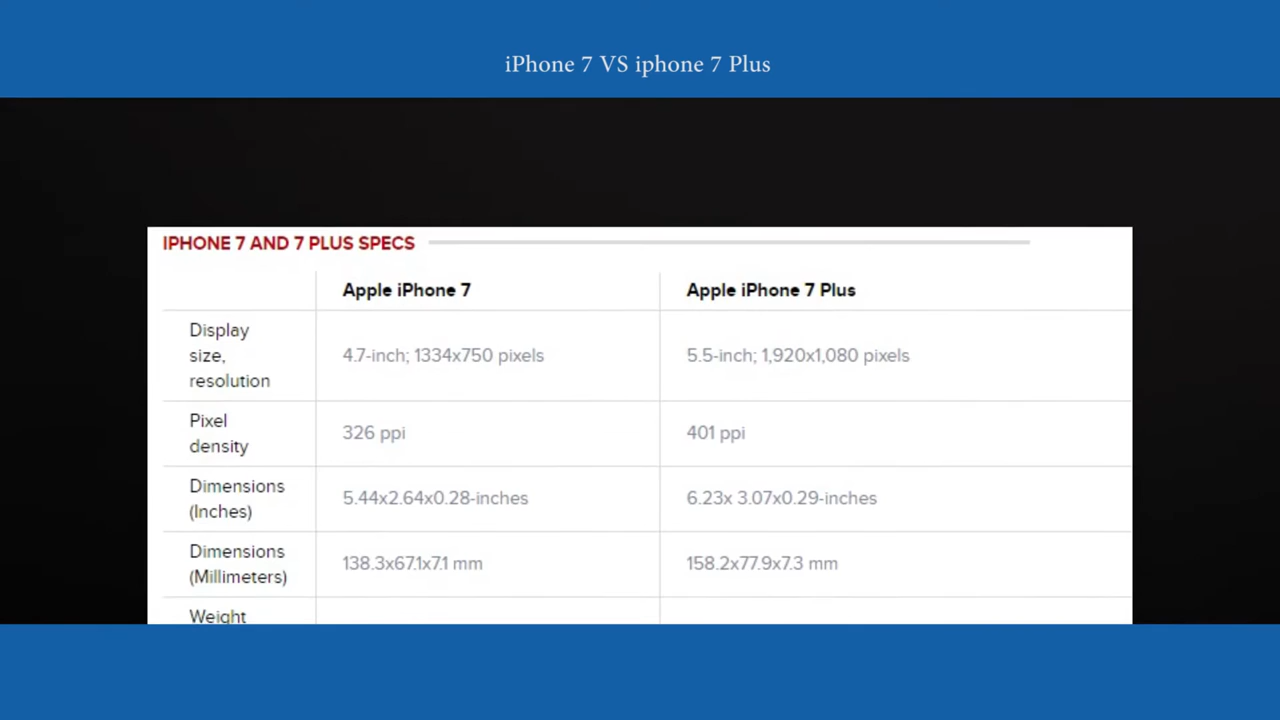 iPhone 7 VS iphone 7 Plus
IPHONE 7 AND 7 PLUS SPECS
Apple iPhone 7 Apple iPhone 7 Plus
Display
size,
resolution
4.7-inch; 1334x750 pixels 5.5-inch; 1,920x1,080 pixels
Pixel
density
326 ppi 401 ppi
Dimensions
(Inches)
5.44x2.64x0.28-inches 6.23x 3.07x0.29-inches
Dimensions
(Millimeters)
138.3x67.1x7.1 mm 158.2x77.9x7.3 mm
Weight